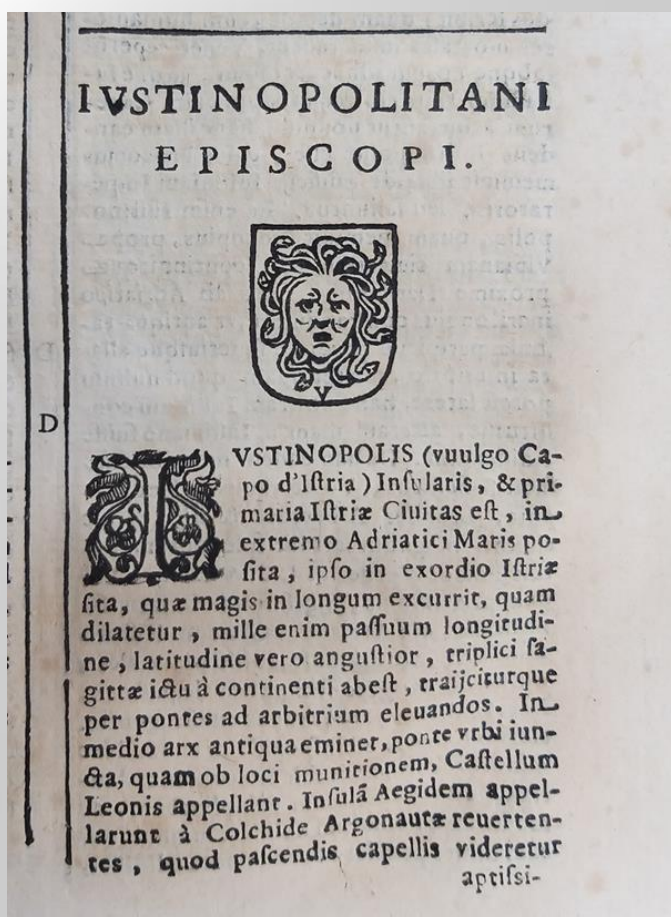 IVSTINOPOLITANI
EPISCOPI.
V
D
IVSTINOPOLIS (vuulgo Ca-
po d'Iſtria) Inſularis, & pri-
maria Iſtriæ Ciuitas eſt, in
extremo Adriatici Maris po-
ſita, ipſo in exordio Iſtriæ
ſita, quæ magis in longum excurrit, quam
dilatetur, mille enim paſſuum longitudi-
ne, latitudine vero anguſtior, triplici ſa-
gittæ ictu à continenti abeſt, traijciturque
per pontes ad arbitrium eleuandos. In
medio arx antiqua eminet, ponte vrbi iun-
cta, quam ob loci munitionem, Caſtellum
Leonis appellant. Inſulã Aegidem appel-
larunt à Colchide Argonautæ reuerten-
tes, quod paſcendis capellis videretur
aptiſsi-